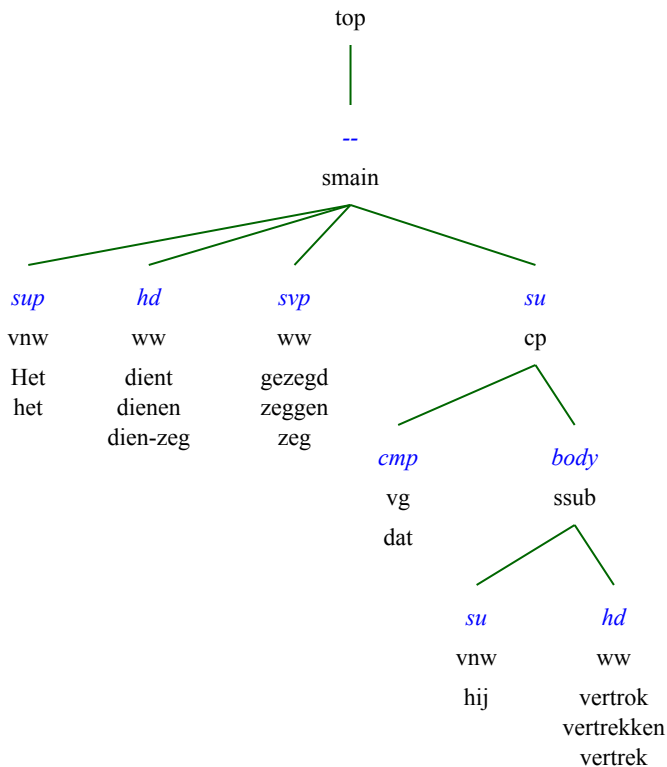 top
--
smain
sup hd svp su
vnw ww ww cp
Het dient gezegd
het dienen zeggen
dien-zeg zeg
cmp body
vg ssub
dat
su hd
vnw ww
hij vertrok
vertrekken
vertrek